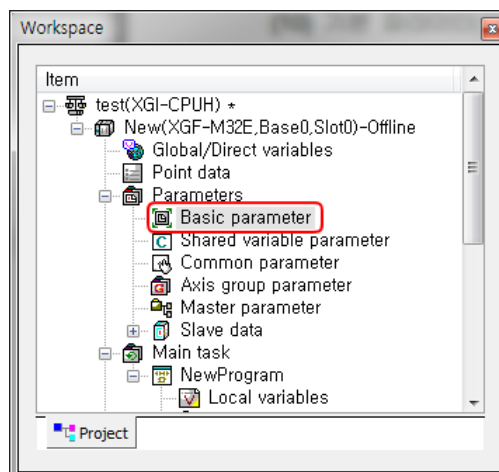 Workspace
Item
test(XGI-CPUH) *
New(XGF-M32E,Base0,Slot0)-Offline
Global/Direct variables
Point data
Parameters
Basic parameter
Shared variable parameter
Common parameter
Axis group parameter
Master parameter
Slave data
Main task
NewProgram
Local variables
Project